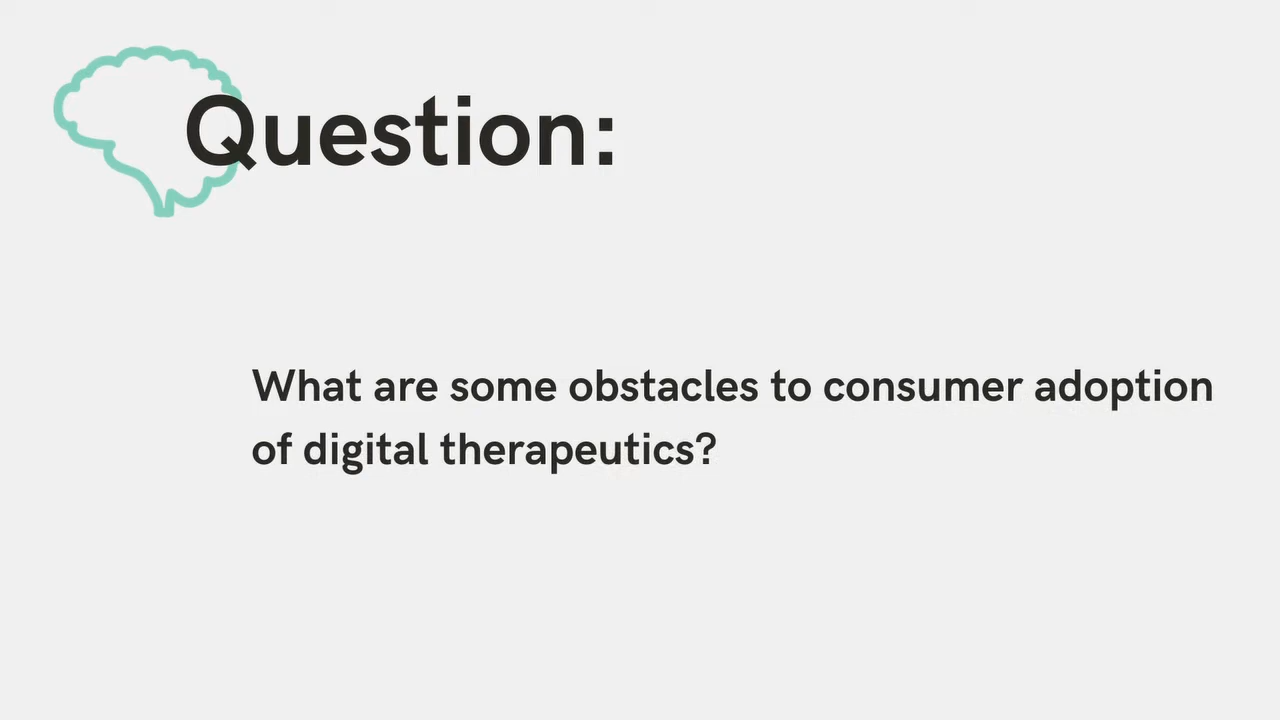 Question:
What are some obstacles to consumer adoption
of digital therapeutics?